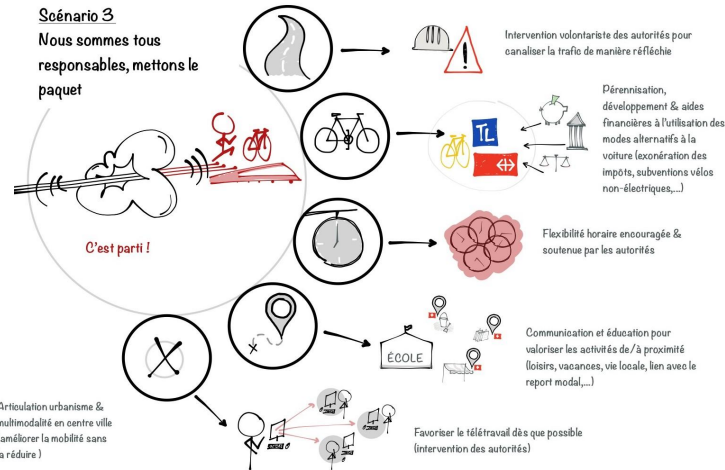 Scénario 3
Nous sommes tous
responsables, mettons le
paquet
C'est parti !
Intervention volontariste des autorités pour
canaliser la trafic de manière réfléchie
TL
Pérennisation,
développement & aides
financières à l'utilisation des
modes alternatifs à la
voiture (exonération des
impôts, subventions vélos
non-électriques,...)
Flexibilité horaire encouragée &
soutenue par les autorités
ÉCOLE
Communication et éducation pour
valoriser les activités de/à proximité
(loisirs, vacances, vie locale, lien avec le
report modal,...)
Articulation urbanisme &
multimodalité en centre ville
améliorer la mobilité sans
la réduire )
Favoriser le télétravail dès que possible
(intervention des autorités)